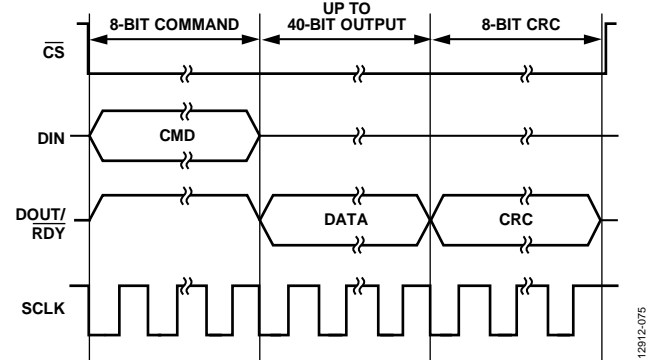 UP TO
8-BIT COMMAND 40-BIT OUTPUT 8-BIT CRC
CS
DIN CMD
DOUT/
RDY DATA CRC
SCLK
12912-075